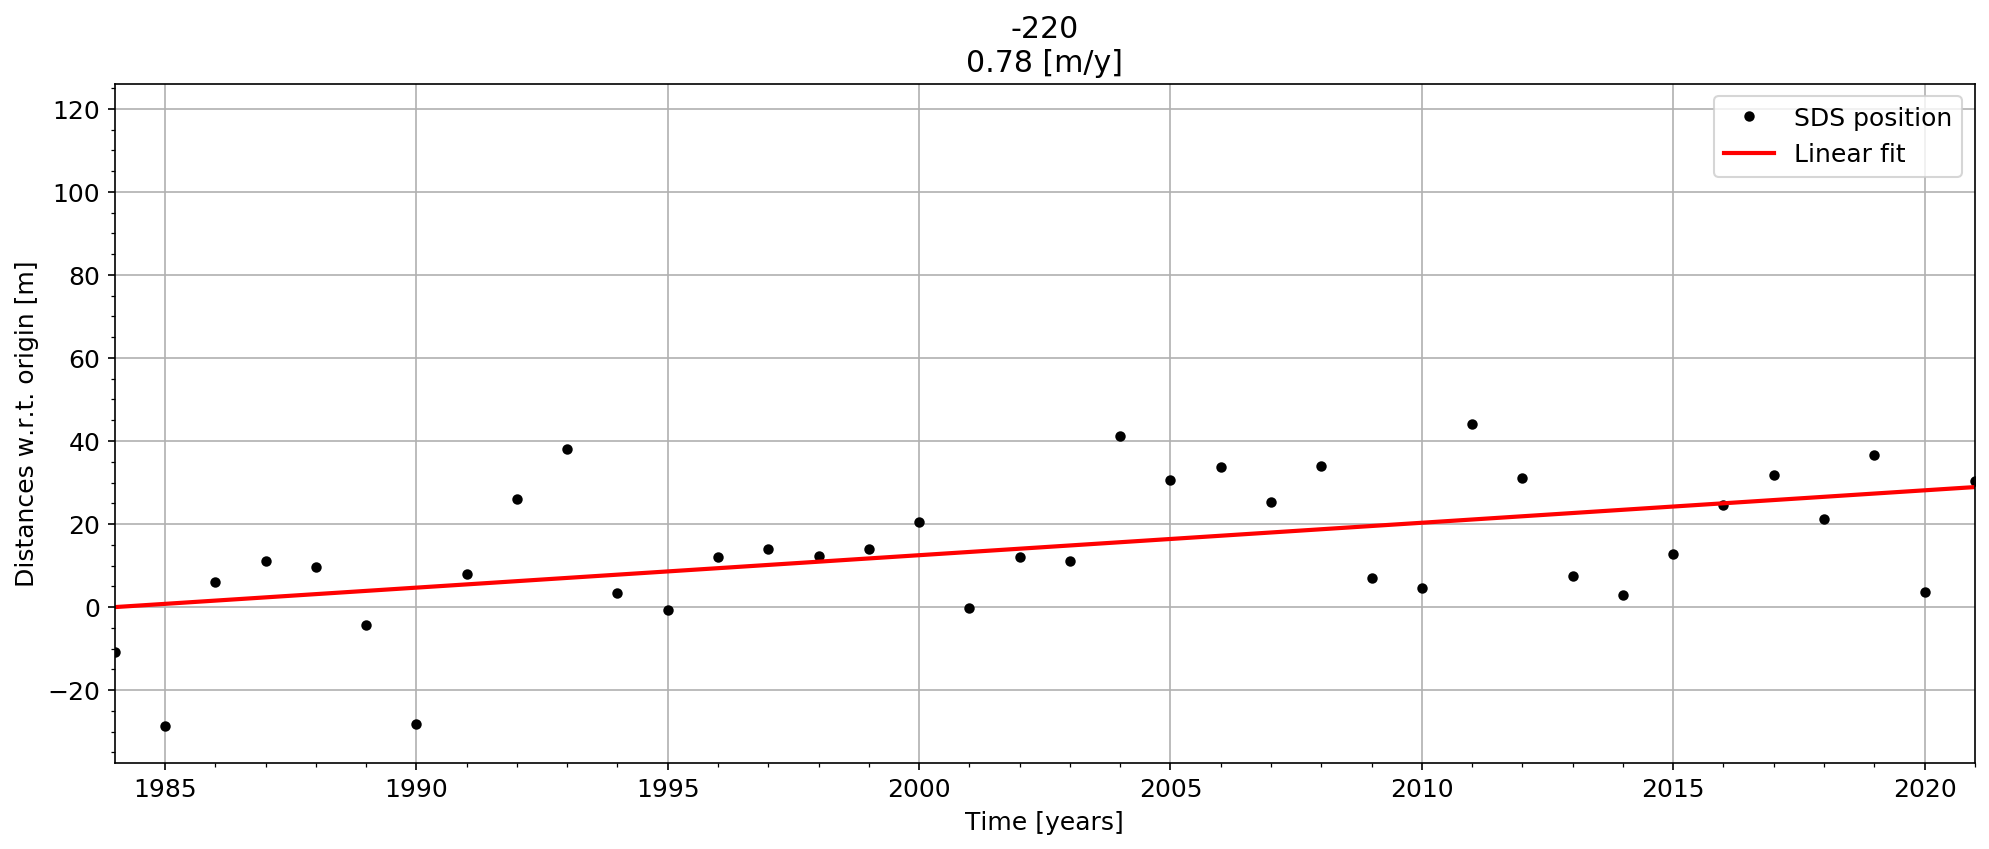 -220
0.78 [m/y]
120
100
80
60
40
20
0
−20
Distances w.r.t. origin [m]
SDS position
Linear fit
1985 1990 1995 2000 2005 2010 2015 2020
Time [years]